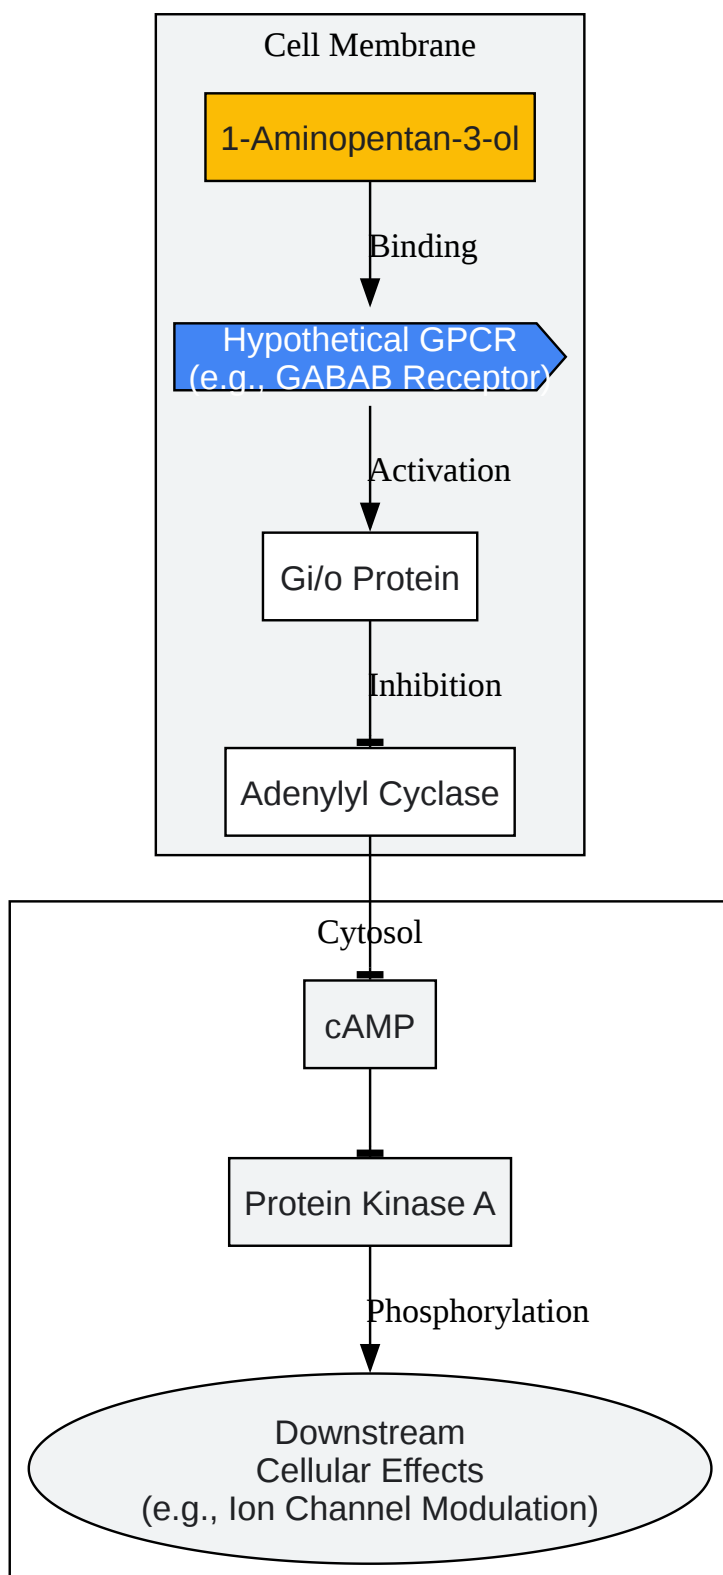 Cell Membrane
1-Aminopentan-3-ol
Binding
Hypothetical GPCR
(e.g., GABAB Receptor)
Activation
Gi/o Protein
Inhibition
Adenylyl Cyclase
Cytosol
cAMP
Protein Kinase A
Phosphorylation
Downstream
Cellular Effects
(e.g., Ion Channel Modulation)